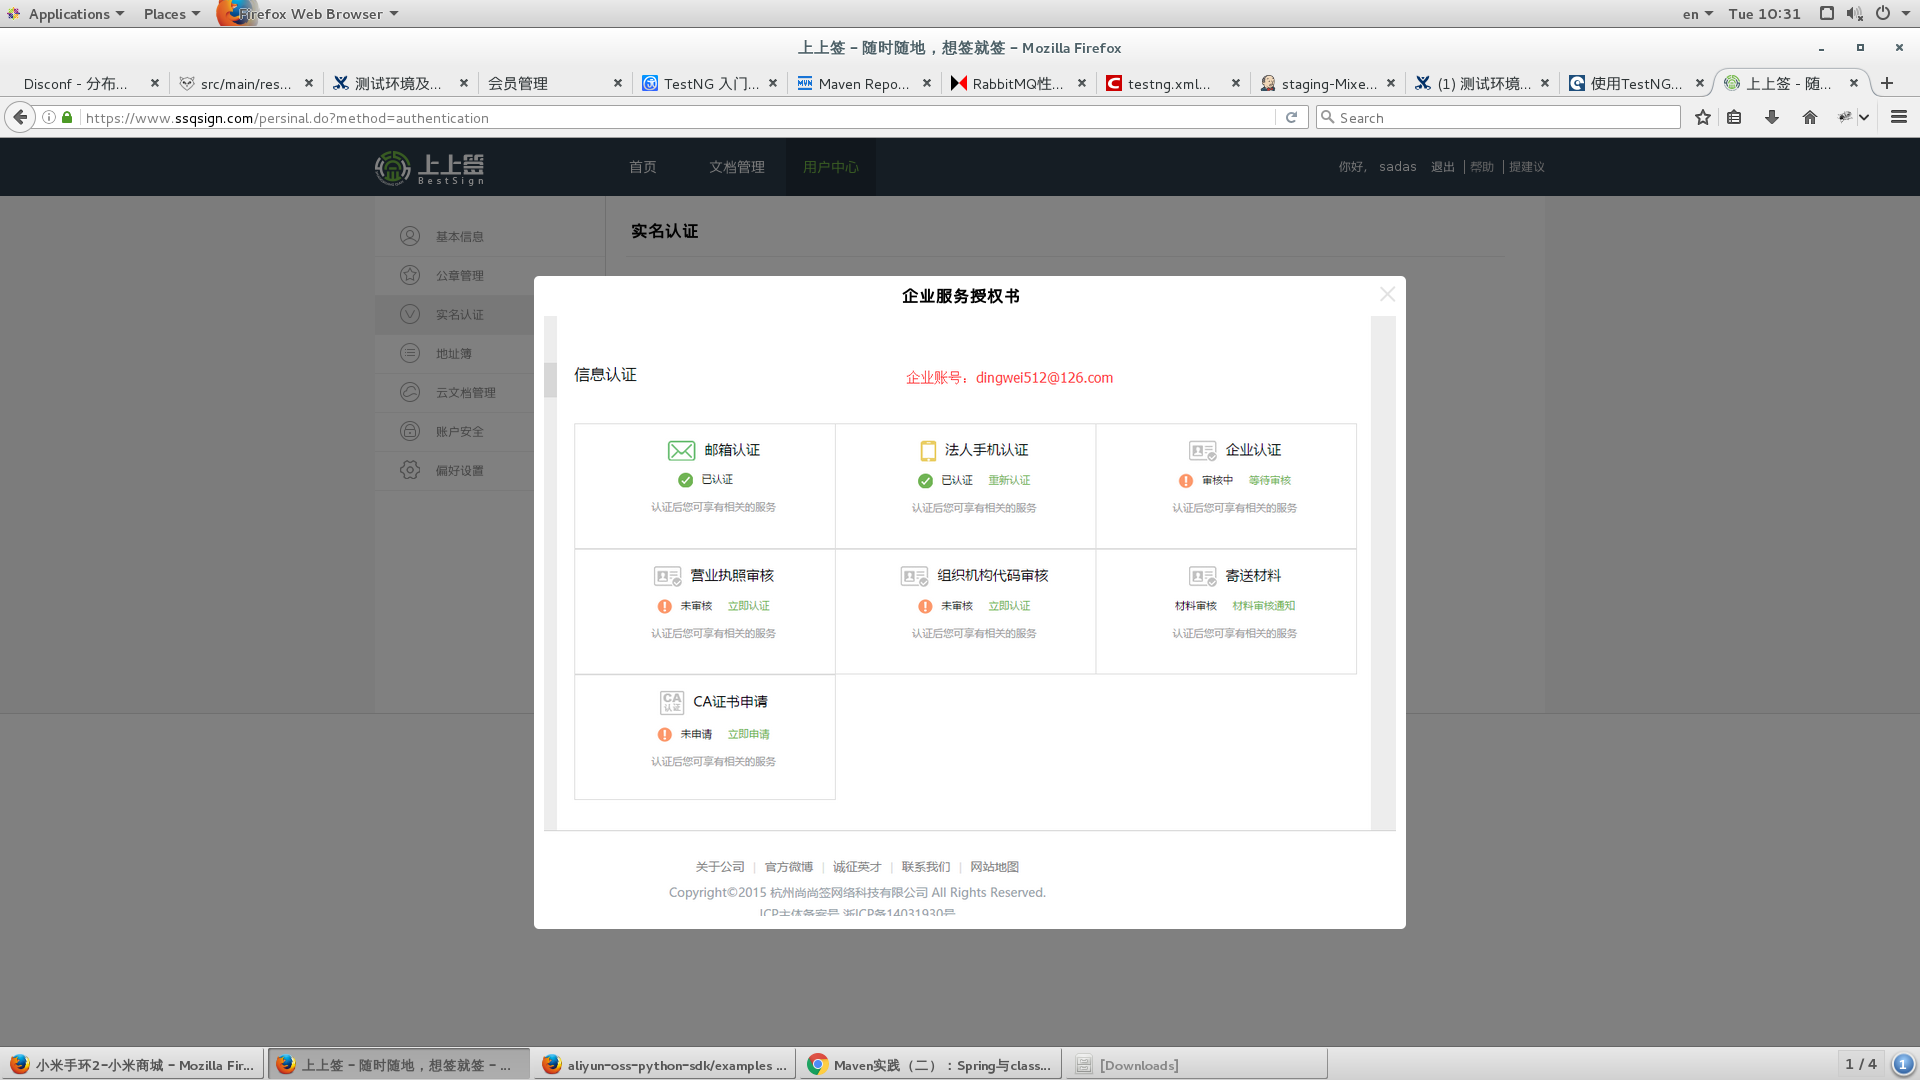 Applications Places Firefox Web Browser en Tue 10:31
上上签 - 随时随地，想签就签 - Mozilla Firefox
Disconf - 分布... src/main/res... 测试环境及... 会员管理 TestNG 入门... Maven Repo... RabbitMQ性... testng.xml... staging-Mixe... (1) 测试环境... 使用TestNG... 上上签 - 随...
https://www.ssqsign.com/persinal.do?method=authentication Search
上上签 BestSign 首页 文档管理 用户中心 你好， sadas 退出 帮助 提建议
基本信息
公章管理
实名认证
地址簿
云文档管理
账户安全
偏好设置
实名认证
企业服务授权书
信息认证 企业账号：dingwei512@126.com
邮箱认证
已认证
认证后您可享有相关的服务
法人手机认证
已认证 重新认证
认证后您可享有相关的服务
企业认证
审核中 等待审核
认证后您可享有相关的服务
营业执照审核
未审核 立即认证
认证后您可享有相关的服务
组织机构代码审核
未审核 立即认证
认证后您可享有相关的服务
寄送材料
材料审核 材料审核通知
认证后您可享有相关的服务
CA 认证 CA证书申请
未申请 立即申请
认证后您可享有相关的服务
关于公司 | 官方微博 | 诚征英才 | 联系我们 | 网站地图
Copyright©2015 杭州尚尚签网络科技有限公司 All Rights Reserved.
ICP主体备案号 浙ICP备14031930号
小米手环2-小米商城 - Mozilla Fir... 上上签 - 随时随地，想签就签 - ... aliyun-oss-python-sdk/examples ... Maven实践（二）：Spring与class... [Downloads] 1 / 4 1